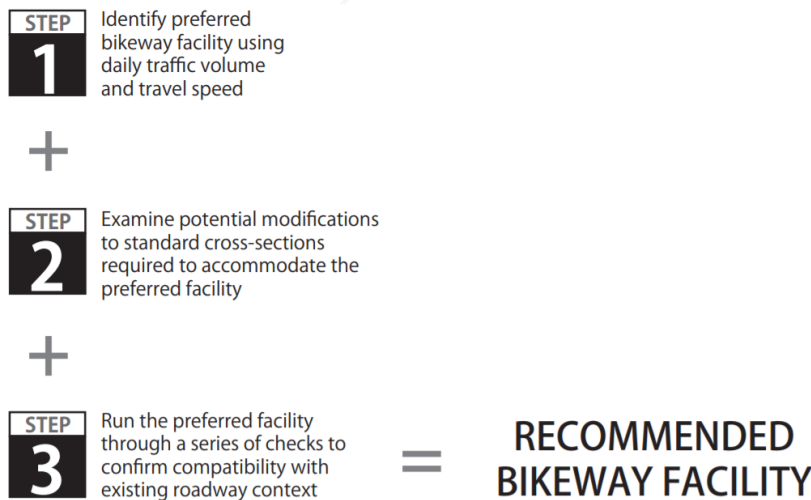 STEP
1
Identify preferred
bikeway facility using
daily traffic volume
and travel speed
+
STEP
2
Examine potential modifications
to standard cross-sections
required to accommodate the
preferred facility
+
STEP
3
Run the preferred facility
through a series of checks to
confirm compatibility with
existing roadway context
=
RECOMMENDED
BIKEWAY FACILITY